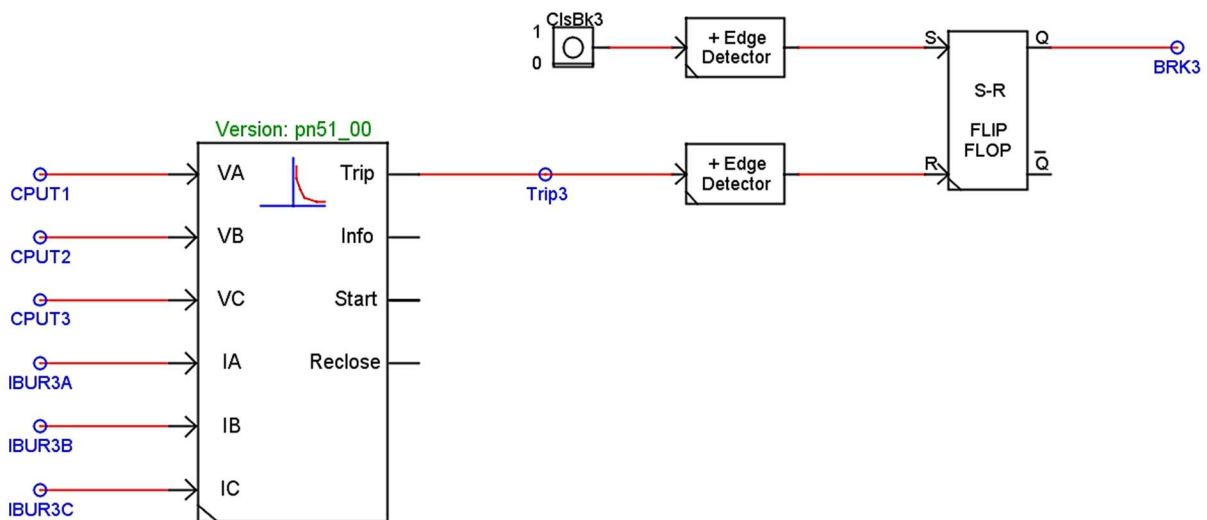 ClsBk3
1
0
+ Edge
Detector
S
Q
S-R
FLIP
FLOP
R
Q̅
BRK3
Version: pn51_00
CPUT1
VA
Trip
Trip3
+ Edge
Detector
CPUT2
VB
Info
CPUT3
VC
Start
IBUR3A
IA
Reclose
IBUR3B
IB
IBUR3C
IC